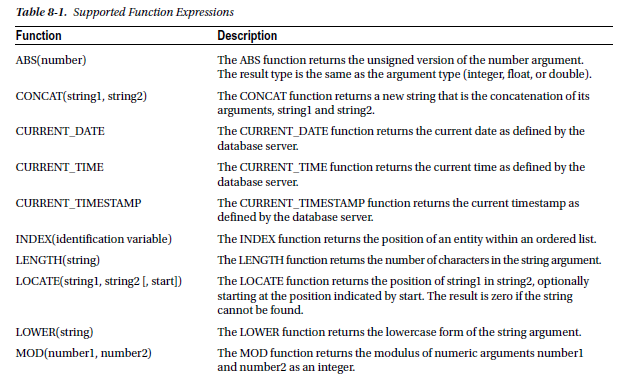 Table 8-1. Supported Function Expressions
Function Description
ABS(number) The ABS function returns the unsigned version of the number argument.
The result type is the same as the argument type (integer, float, or double).
CONCAT(string1, string2) The CONCAT function returns a new string that is the concatenation of its
arguments, string1 and string2.
CURRENT_DATE The CURRENT_DATE function returns the current date as defined by the
database server.
CURRENT_TIME The CURRENT_TIME function returns the current time as defined by the
database server.
CURRENT_TIMESTAMP The CURRENT_TIMESTAMP function returns the current timestamp as
defined by the database server.
INDEX(identification variable) The INDEX function returns the position of an entity within an ordered list.
LENGTH(string) The LENGTH function returns the number of characters in the string argument.
LOCATE(string1, string2 [, start]) The LOCATE function returns the position of string1 in string2, optionally
starting at the position indicated by start. The result is zero if the string
cannot be found.
LOWER(string) The LOWER function returns the lowercase form of the string argument.
MOD(number1, number2) The MOD function returns the modulus of numeric arguments number1
and number2 as an integer.